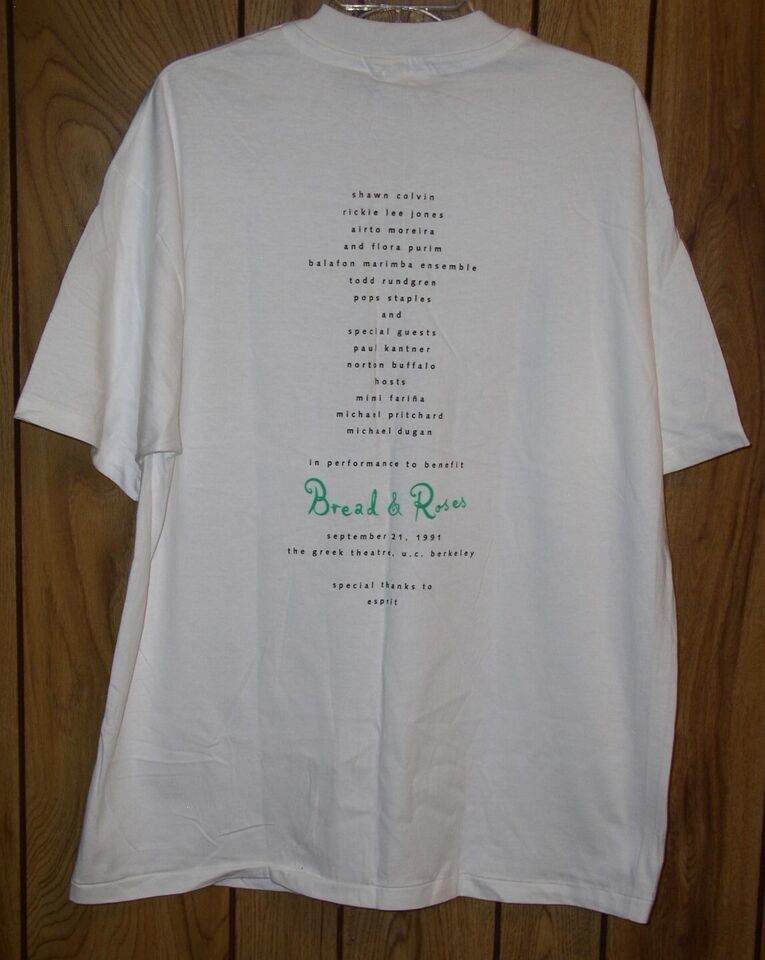 shawn colvin
rickie lee jones
airto moreira
and flora purim
balafon marimba ensemble
todd rundgren
pops staples
and
special guests
paul kantner
norton buffalo
hosts
mimi fariña
michael pritchard
michael dugan
in performance to benefit
Bread & Roses
september 21, 1991
the greek theatre, u.c. berkeley
special thanks to
esprit